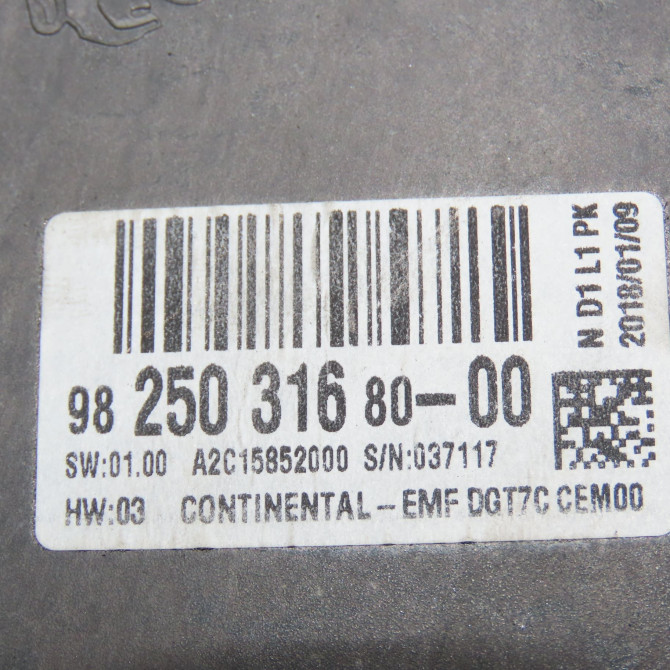 98 250 316 80-00
SW:01.00 A2C15852000 S/N:037117
HW:03 CONTINENTAL-EMF DGT7C CEM00
N D1 L1 PK
2018/01/09